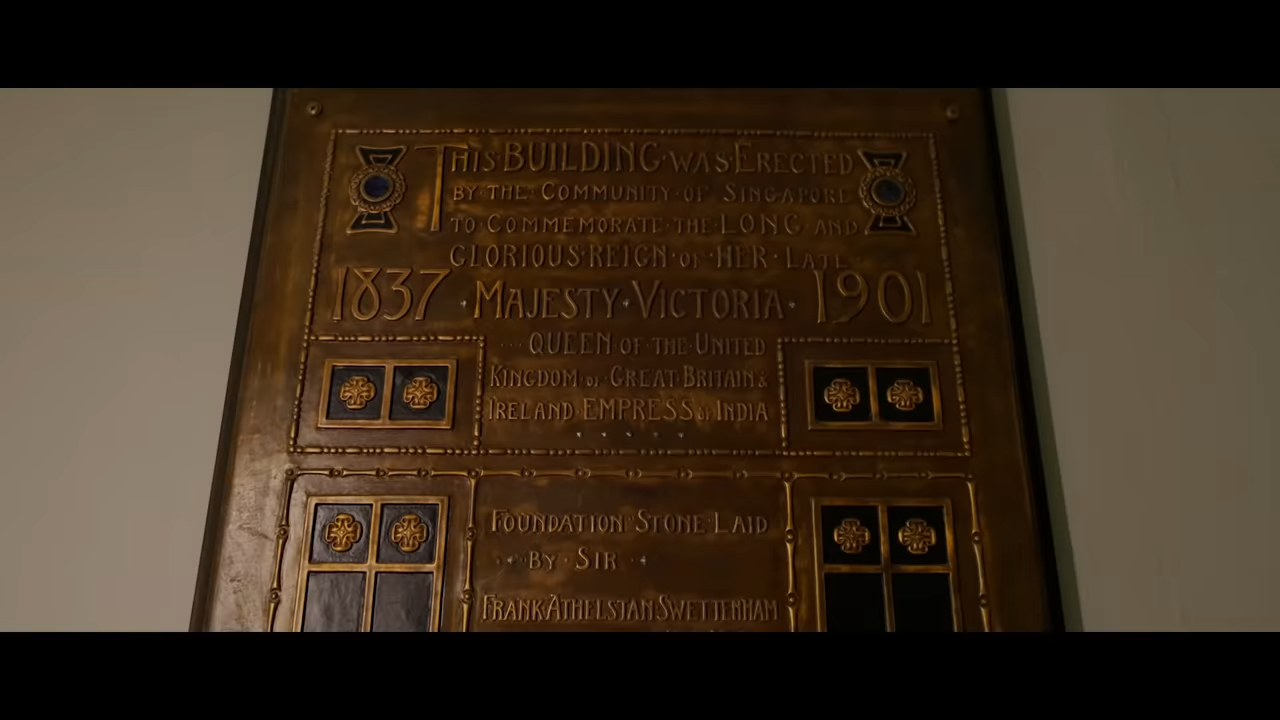 THIS·BUILDING·WAS·ERECTED
BY·THE·COMMUNITY·OF·SINGAPORE
TO·COMMEMORATE·THE·LONG·AND
GLORIOUS·REIGN·OF·HER·LATE
1837 ·MAJESTY·VICTORIA· 1901
QUEEN OF·THE·UNITED
KINGDOM·OF·GREAT·BRITAIN&
IRELAND EMPRESS OF INDIA
FOUNDATION·STONE·LAID
·BY·SIR·
FRANK ATHELSTAN SWETTENHAM